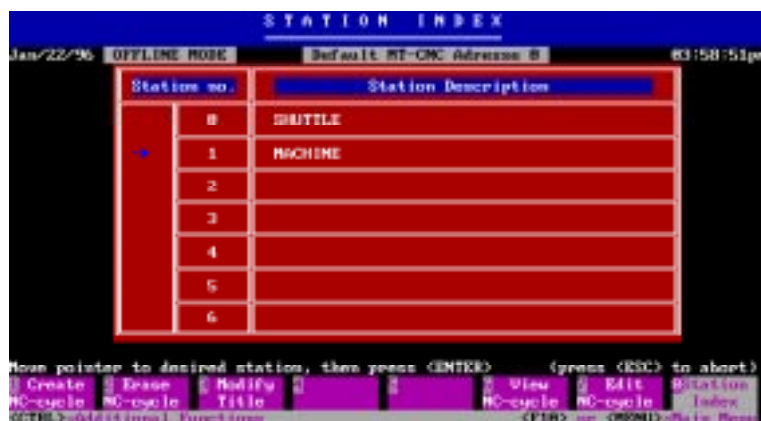 STATION INDEX
Jan/22/96 OFFLINE MODE Default MT-CNC Adresse 0 03:58:51pm
Station no. Station Description
0 SHUTTLE
1 MACHINE
2
3
4
5
6
Move pointer to desired station, then press <ENTER> (press <ESC> to abort)
Create Erase Modify View Edit Station
NC-cycle NC-cycle Title NC-cycle NC-cycle Index
<CTRL>=Additional Functions <F10> or <MENU>=Main Menu